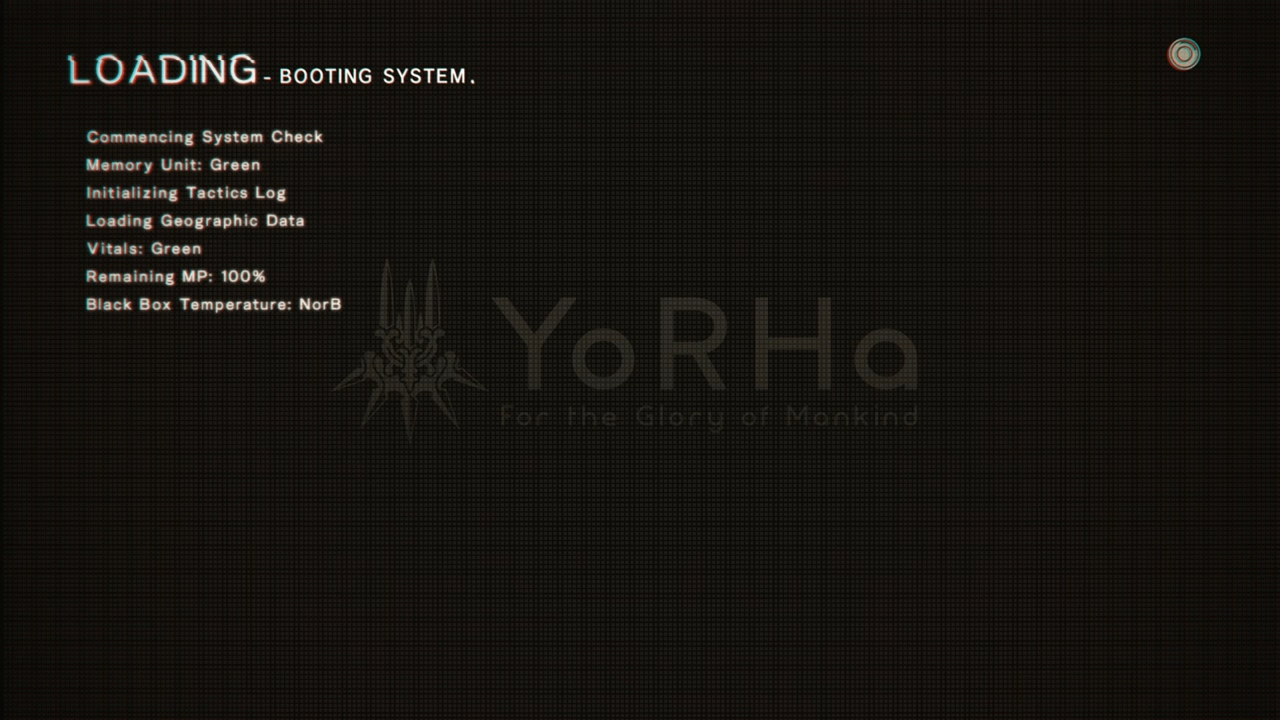 LOADING - BOOTING SYSTEM.
Commencing System Check
Memory Unit: Green
Initializing Tactics Log
Loading Geographic Data
Vitals: Green
Remaining MP: 100%
Black Box Temperature: NorB
YoRHa
For the Glory of Mankind